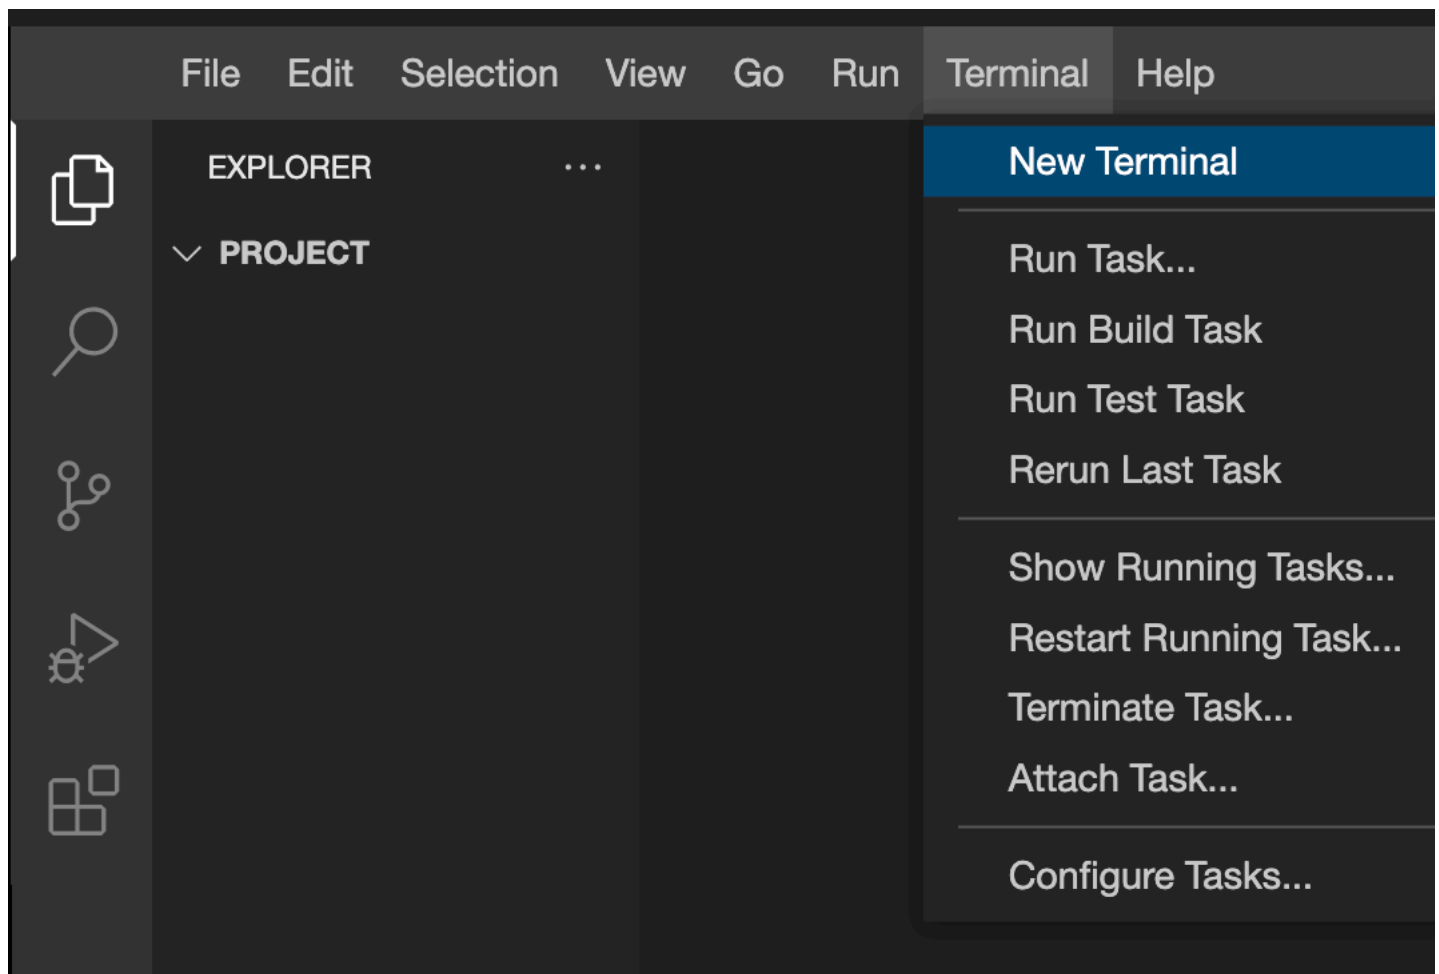 File Edit Selection View Go Run Terminal Help
EXPLORER ...
PROJECT
New Terminal
Run Task...
Run Build Task
Run Test Task
Rerun Last Task
Show Running Tasks...
Restart Running Task...
Terminate Task...
Attach Task...
Configure Tasks...